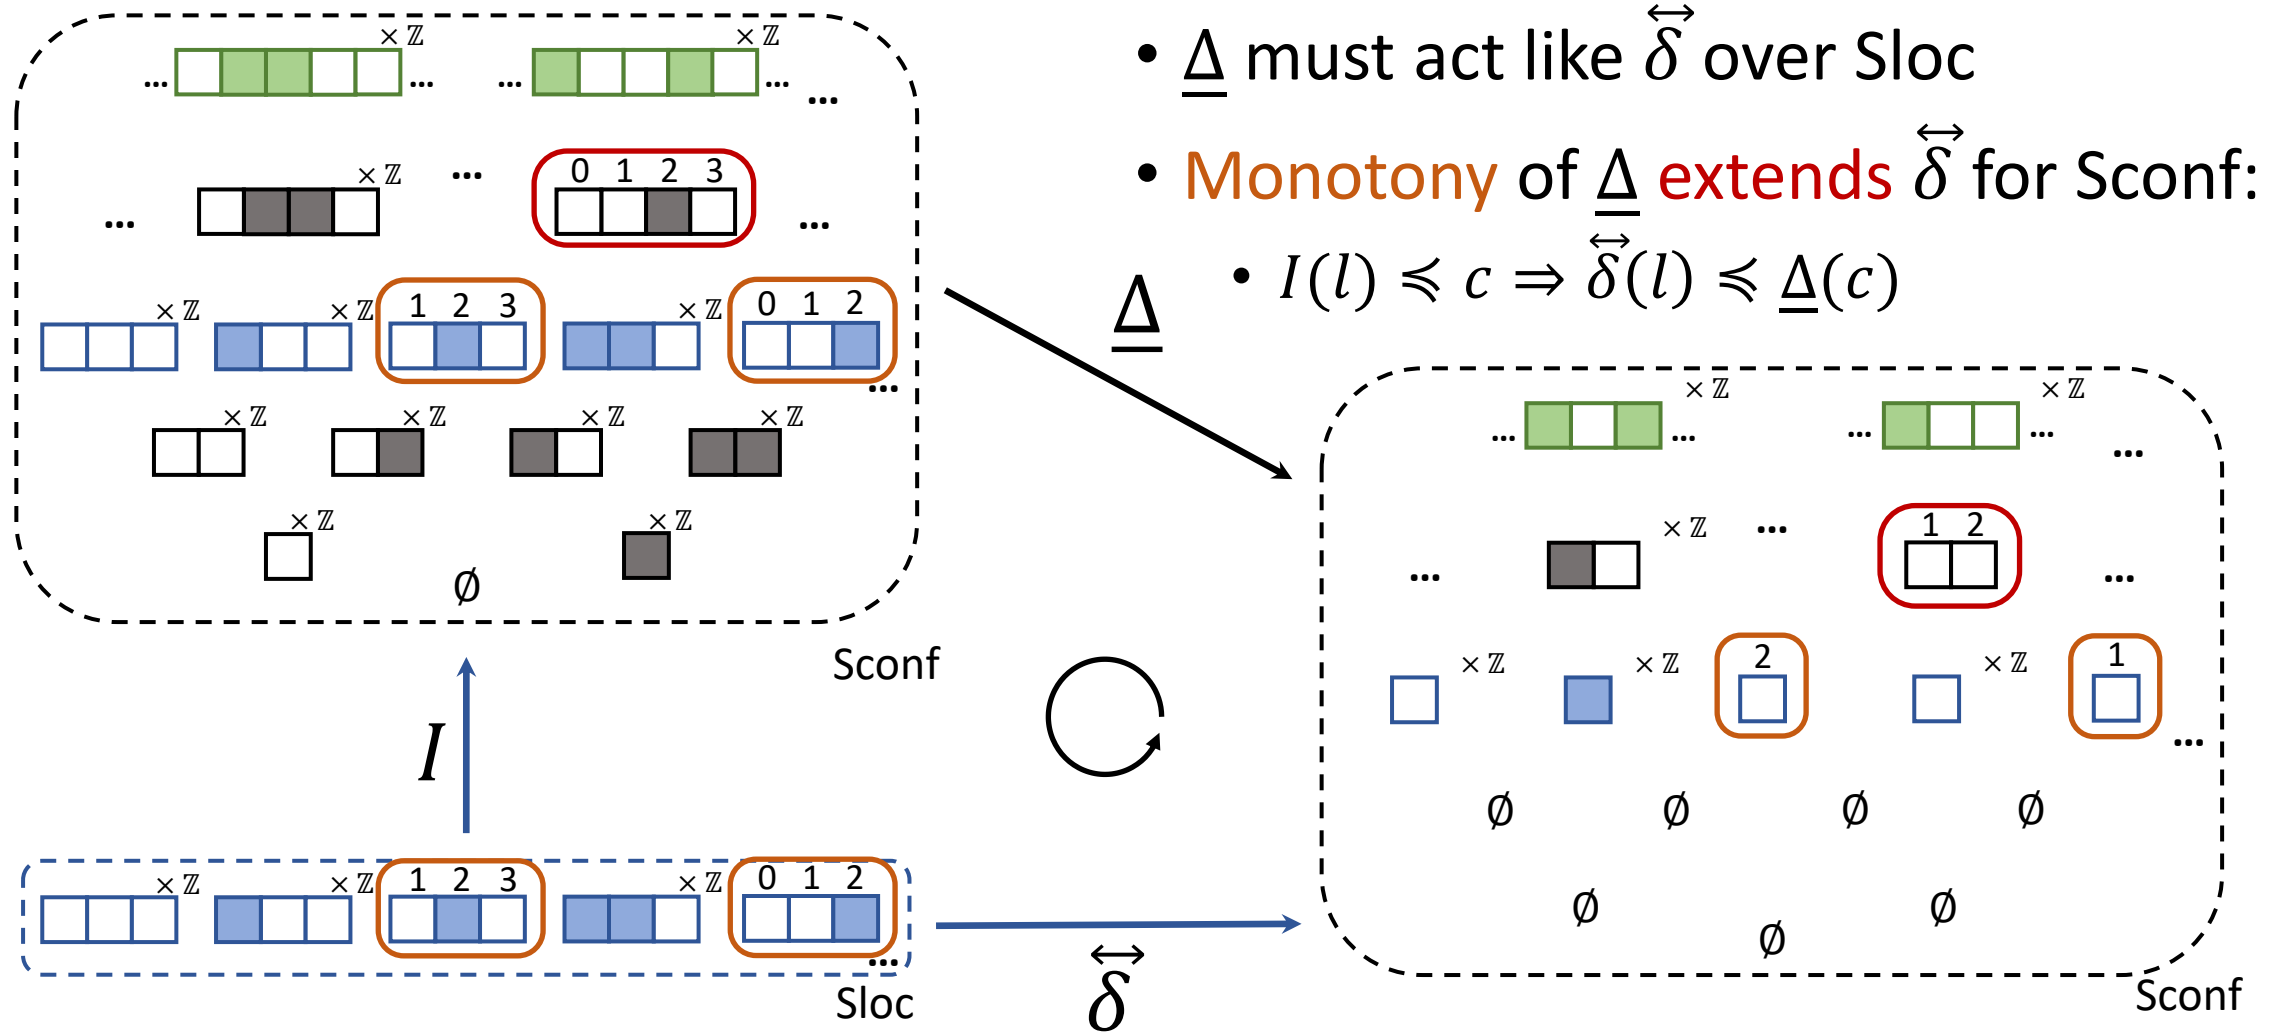 × ℤ × ℤ
... ... ... ... ...
× ℤ ... 0 1 2 3
... ...
× ℤ × ℤ 1 2 3 × ℤ 0 1 2
...
× ℤ × ℤ × ℤ × ℤ
× ℤ × ℤ
∅
Sconf
I
× ℤ × ℤ 1 2 3 × ℤ 0 1 2
...
Sloc
• Δ̲ must act like δ⃡ over Sloc
• Monotony of Δ̲ extends δ⃡ for Sconf:
• I(l) ≼ c ⇒ δ⃡(l) ≼ Δ̲(c)
Δ̲
δ⃡
× ℤ × ℤ
... ... ... ... ...
× ℤ ... 1 2
... ...
× ℤ × ℤ 2 × ℤ 1
...
∅ ∅ ∅ ∅
∅ ∅
∅
Sconf